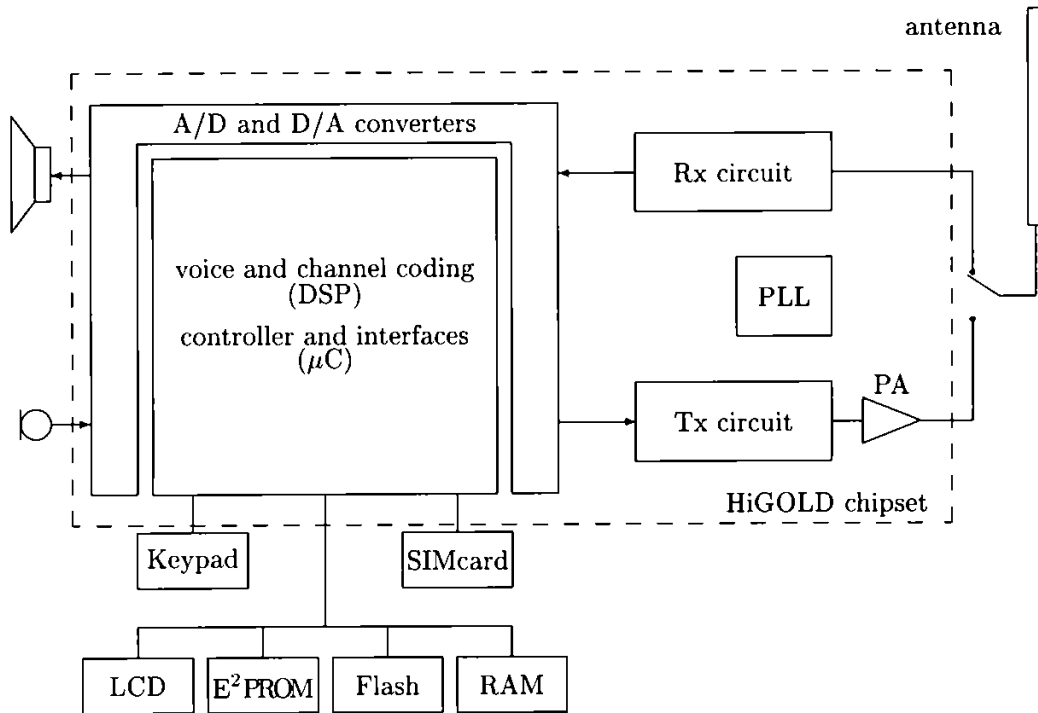 antenna
A/D and D/A converters
Rx circuit
voice and channel coding
(DSP)
controller and interfaces
(μC)
PLL
PA
Tx circuit
HiGOLD chipset
Keypad
SIMcard
LCD
E²PROM
Flash
RAM